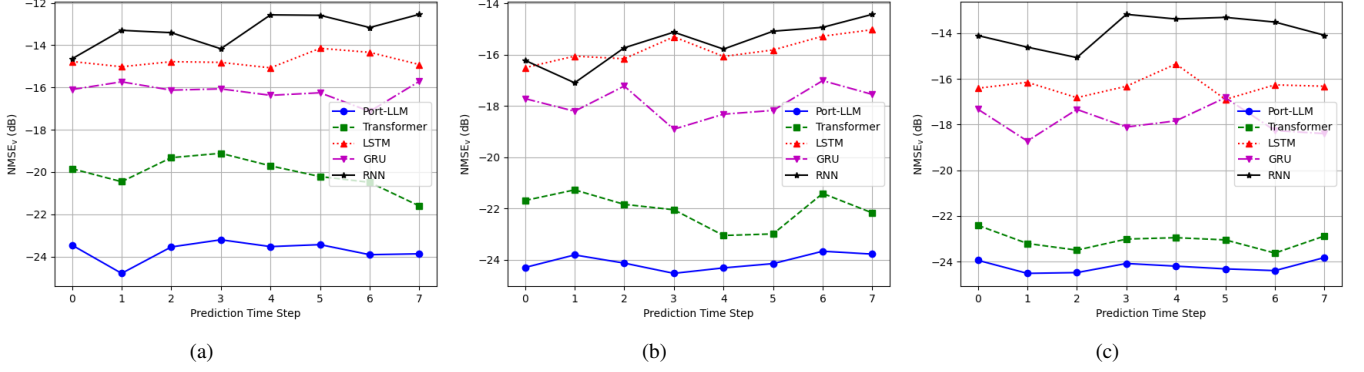 −12
−14
−16
−18
−20
−22
−24
NMSEᵥ (dB)
0 1 2 3 4 5 6 7
Prediction Time Step
Port-LLM
Transformer
LSTM
GRU
RNN
(a)
−14
−16
−18
−20
−22
−24
NMSEᵥ (dB)
0 1 2 3 4 5 6 7
Prediction Time Step
Port-LLM
Transformer
LSTM
GRU
RNN
(b)
−14
−16
−18
−20
−22
−24
NMSEᵥ (dB)
0 1 2 3 4 5 6 7
Prediction Time Step
Port-LLM
Transformer
LSTM
GRU
RNN
(c)